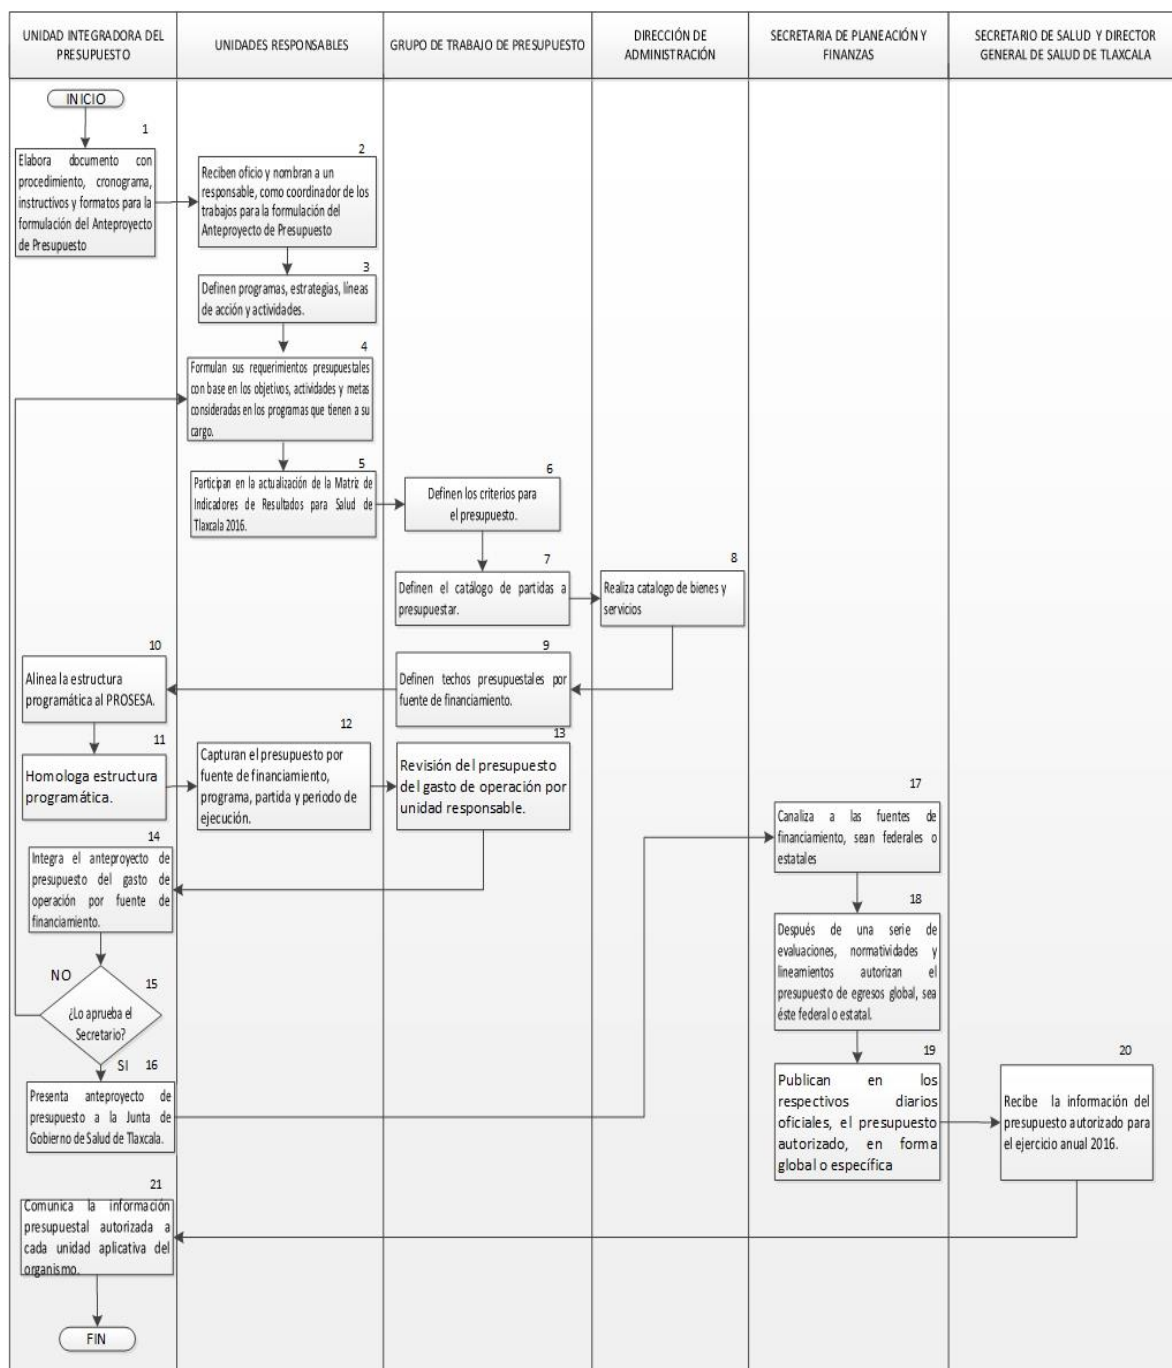 UNIDAD INTEGRADORA DEL
PRESUPUESTO
UNIDADES RESPONSABLES
GRUPO DE TRABAJO DE PRESUPUESTO
DIRECCIÓN DE
ADMINISTRACIÓN
SECRETARIA DE PLANEACIÓN Y
FINANZAS
SECRETARIO DE SALUD Y DIRECTOR
GENERAL DE SALUD DE TLAXCALA
INICIO
1
Elabora documento con
procedimiento, cronograma,
instructivos y formatos para la
formulación del Anteproyecto
de Presupuesto
2
Reciben oficio y nombran a un
responsable, como coordinador de los
trabajos para la formulación del
Anteproyecto de Presupuesto
3
Definen programas, estrategias, líneas
de acción y actividades.
4
Formulan sus requerimientos presupuestales
con base en los objetivos, actividades y metas
consideradas en los programas que tienen a su
cargo.
5
Participan en la actualización de la Matriz de
Indicadores de Resultados para Salud de
Tlaxcala 2016.
6
Definen los criterios para
el presupuesto.
7
Definen el catálogo de partidas a
presupuestar.
8
Realiza catalogo de bienes y
servicios
9
Definen techos presupuestales por
fuente de financiamiento.
10
Alinea la estructura
programática al PROSESA.
11
Homologa estructura
programática.
12
Capturan el presupuesto por
fuente de financiamiento,
programa, partida y periodo de
ejecución.
13
Revisión del presupuesto
del gasto de operación por
unidad responsable.
14
Integra el anteproyecto de
presupuesto del gasto de
operación por fuente de
financiamiento.
NO
15
¿Lo aprueba el
Secretario?
SI
16
Presenta anteproyecto de
presupuesto a la Junta de
Gobierno de Salud de Tlaxcala.
17
Canaliza a las fuentes de
financiamiento, sean federales o
estatales
18
Después de una serie de
evaluaciones, normatividades y
lineamientos autorizan el
presupuesto de egresos global, sea
éste federal o estatal.
19
Publican en los
respectivos diarios
oficiales, el presupuesto
autorizado, en forma
global o específica
20
Recibe la información del
presupuesto autorizado para
el ejercicio anual 2016.
21
Comunica la información
presupuestal autorizada a
cada unidad aplicativa del
organismo.
FIN